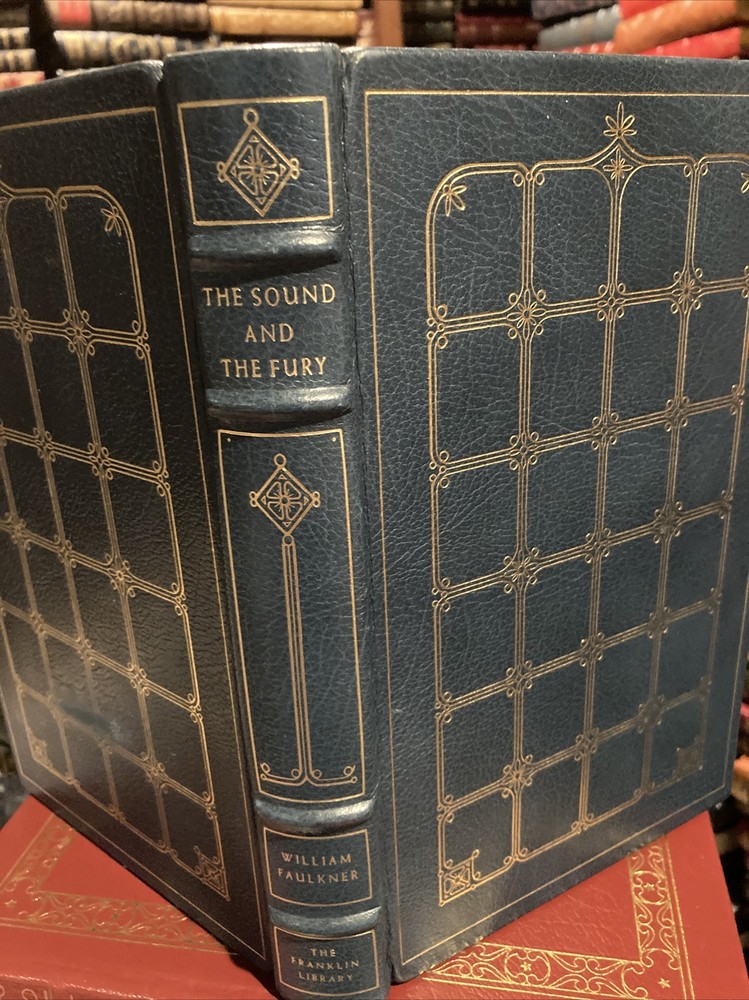 THE SOUND
AND
THE FURY
WILLIAM
FAULKNER
THE
FRANKLIN
LIBRARY